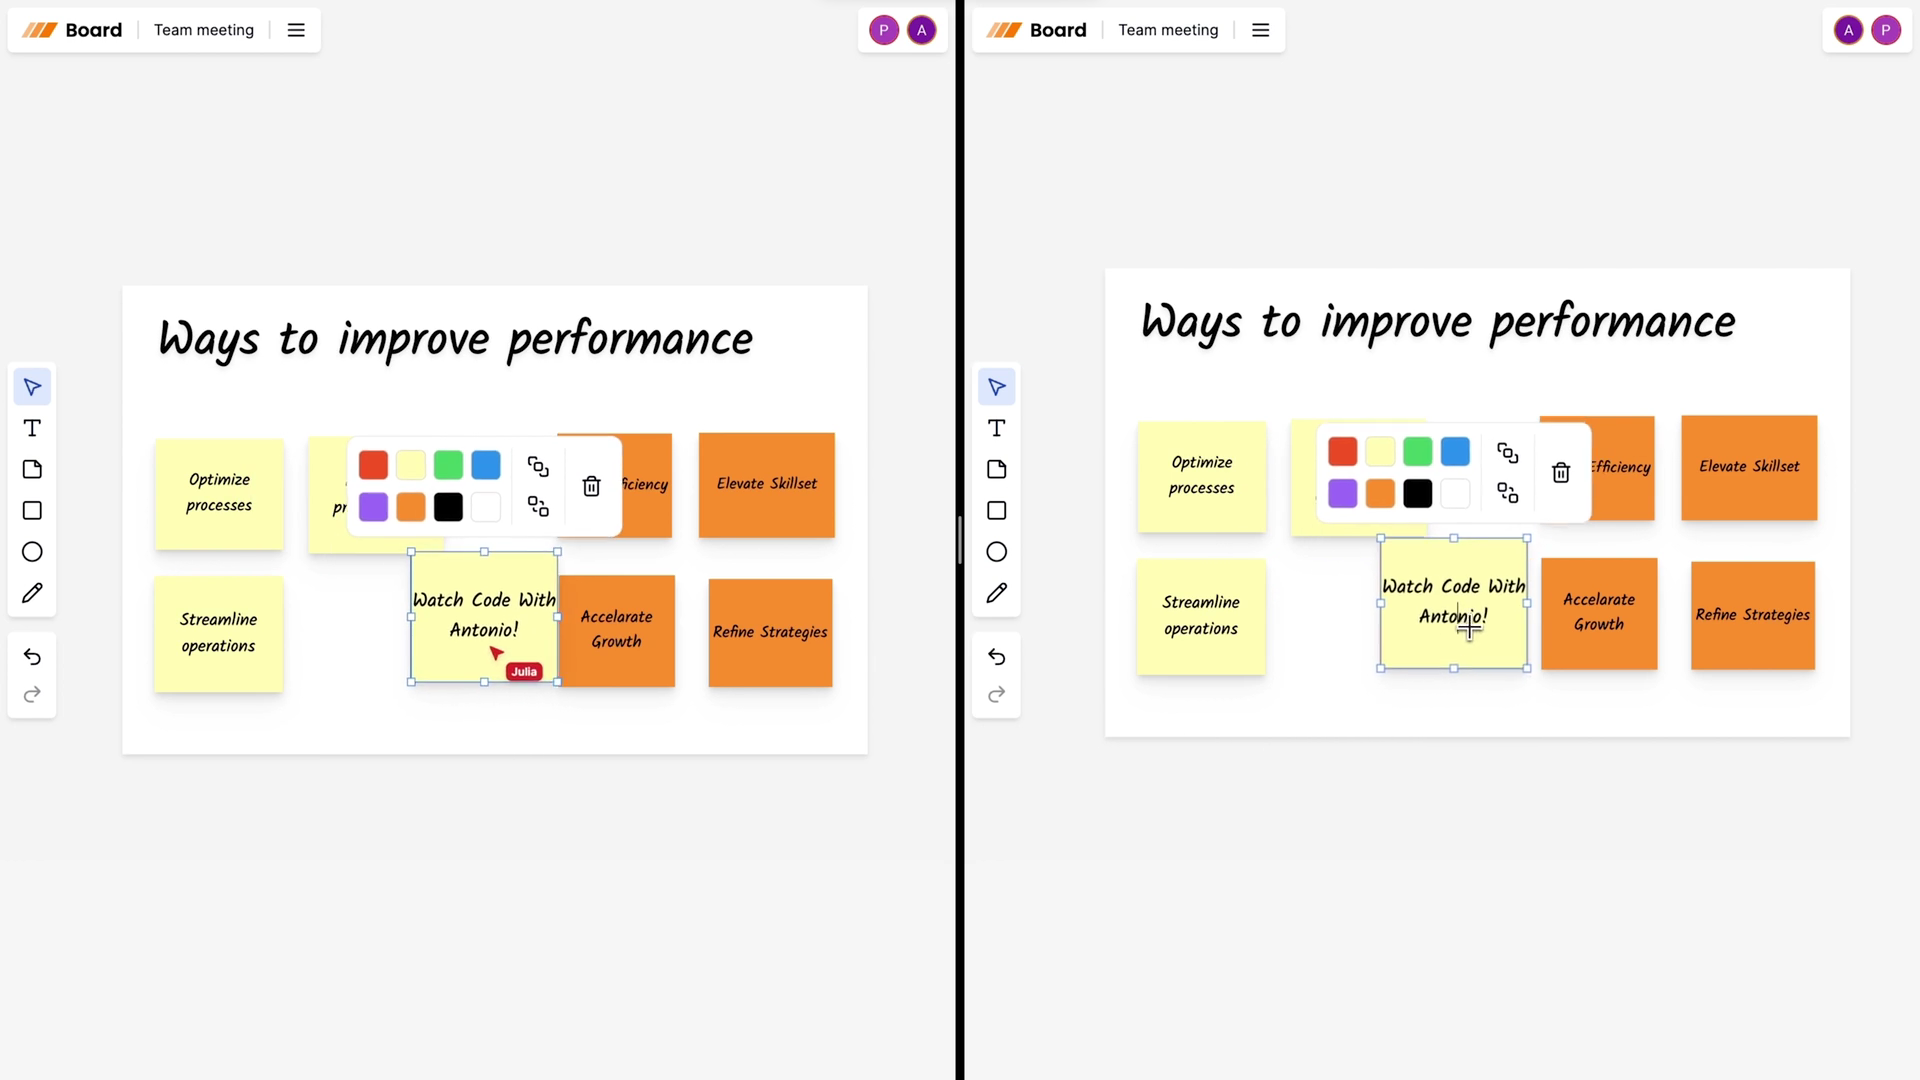 Board
Team meeting
P
A
Ways to improve performance
Optimize
processes
Elevate Skillset
Streamline
operations
Watch Code With
Antonio!
Julia
Accelarate
Growth
Refine Strategies
Board
Team meeting
A
P
Ways to improve performance
Optimize
processes
Efficiency
Elevate Skillset
Streamline
operations
Watch Code With
Antonio!
Accelarate
Growth
Refine Strategies